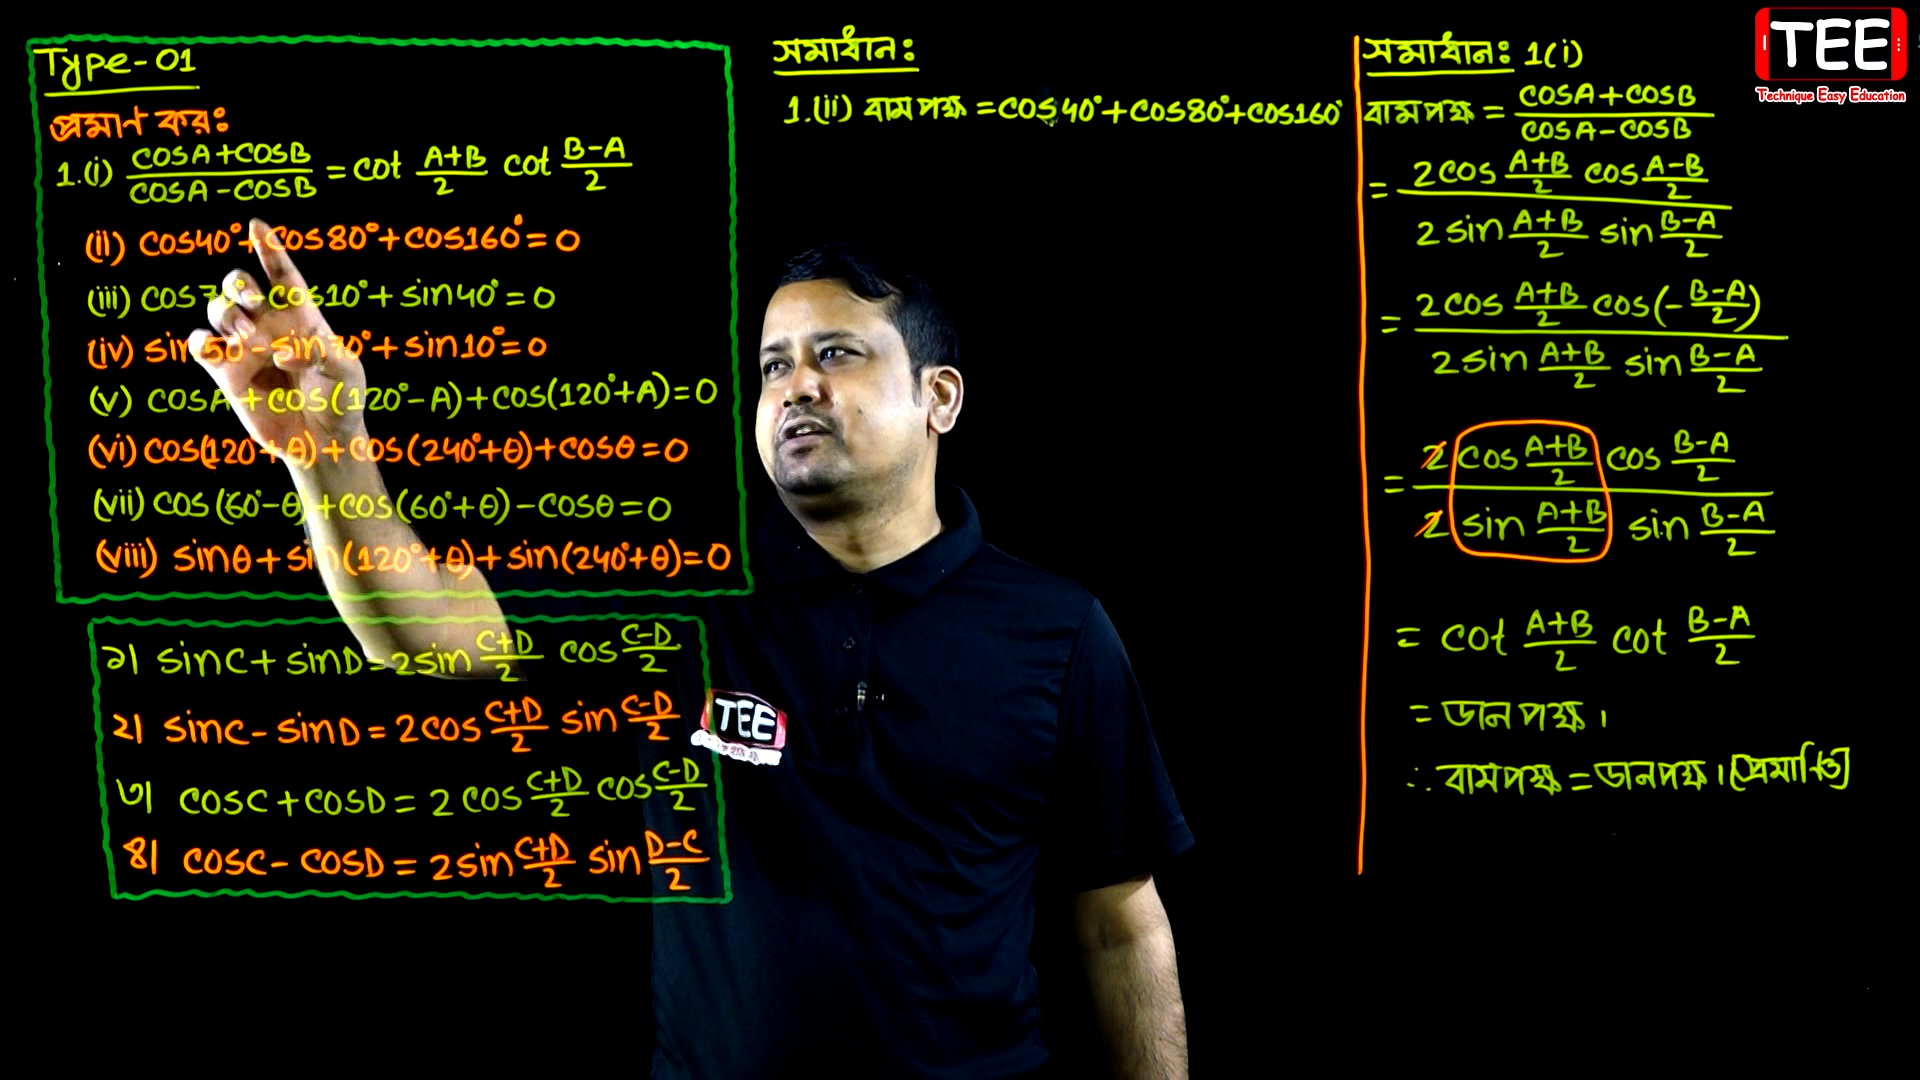 Type-01
প্রমাণ কর:
1.(i) cosA+cosB / cosA-cosB = cot A+B/2 cot B-A/2
(ii) cos40°+cos80°+cos160°=0
(iii) cos70°-cos10°+sin40°=0
(iv) sin50°-sin70°+sin10°=0
(v) cosA+cos(120°-A)+cos(120°+A)=0
(vi) cos(120°+θ)+cos(240°+θ)+cosθ=0
(vii) cos(60°-θ)+cos(60°+θ)-cosθ=0
(viii) sinθ+sin(120°+θ)+sin(240°+θ)=0
১। sinC+sinD=2sin C+D/2 cos C-D/2
২। sinC-sinD=2cos C+D/2 sin C-D/2
৩। cosC+cosD=2cos C+D/2 cos C-D/2
৪। cosC-cosD=2sin C+D/2 sin D-C/2
সমাধান:
1.(ii) বামপক্ষ =cos40°+cos80°+cos160°
সমাধান: 1(i)
বামপক্ষ = cosA+cosB / cosA-cosB
= 2cos A+B/2 cos A-B/2 / 2sin A+B/2 sin B-A/2
= 2cos A+B/2 cos(- B-A/2) / 2sin A+B/2 sin B-A/2
= 2cos A+B/2 cos B-A/2 / 2sin A+B/2 sin B-A/2
= cot A+B/2 cot B-A/2
= ডানপক্ষ।
∴ বামপক্ষ=ডানপক্ষ। [প্রমাণিত]
TEE
Technique Easy Education
TEE